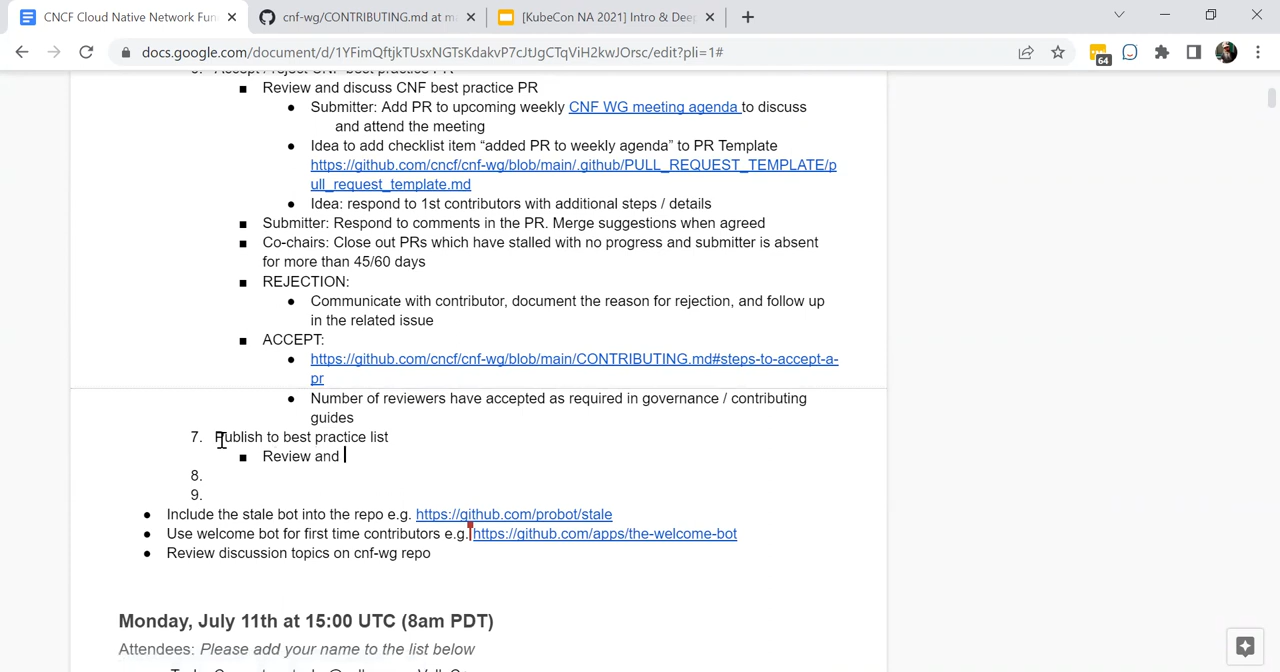 CNCF Cloud Native Network Fun
cnf-wg/CONTRIBUTING.md at ma
[KubeCon NA 2021] Intro & Deep
docs.google.com/document/d/1YFimQftjkTUsxNGTsKdakvP7cJtJgCTqViH2kwJOrsc/edit?pli=1#
64
Review and discuss CNF best practice PR
Submitter: Add PR to upcoming weekly CNF WG meeting agenda to discuss
and attend the meeting
Idea to add checklist item “added PR to weekly agenda” to PR Template
https://github.com/cncf/cnf-wg/blob/main/.github/PULL_REQUEST_TEMPLATE/p
ull_request_template.md
Idea: respond to 1st contributors with additional steps / details
Submitter: Respond to comments in the PR. Merge suggestions when agreed
Co-chairs: Close out PRs which have stalled with no progress and submitter is absent
for more than 45/60 days
REJECTION:
Communicate with contributor, document the reason for rejection, and follow up
in the related issue
ACCEPT:
https://github.com/cncf/cnf-wg/blob/main/CONTRIBUTING.md#steps-to-accept-a-
pr
Number of reviewers have accepted as required in governance / contributing
guides
7. Publish to best practice list
Review and
8.
9.
Include the stale bot into the repo e.g. https://github.com/probot/stale
Use welcome bot for first time contributors e.g. https://github.com/apps/the-welcome-bot
Review discussion topics on cnf-wg repo
Monday, July 11th at 15:00 UTC (8am PDT)
Attendees: Please add your name to the list below